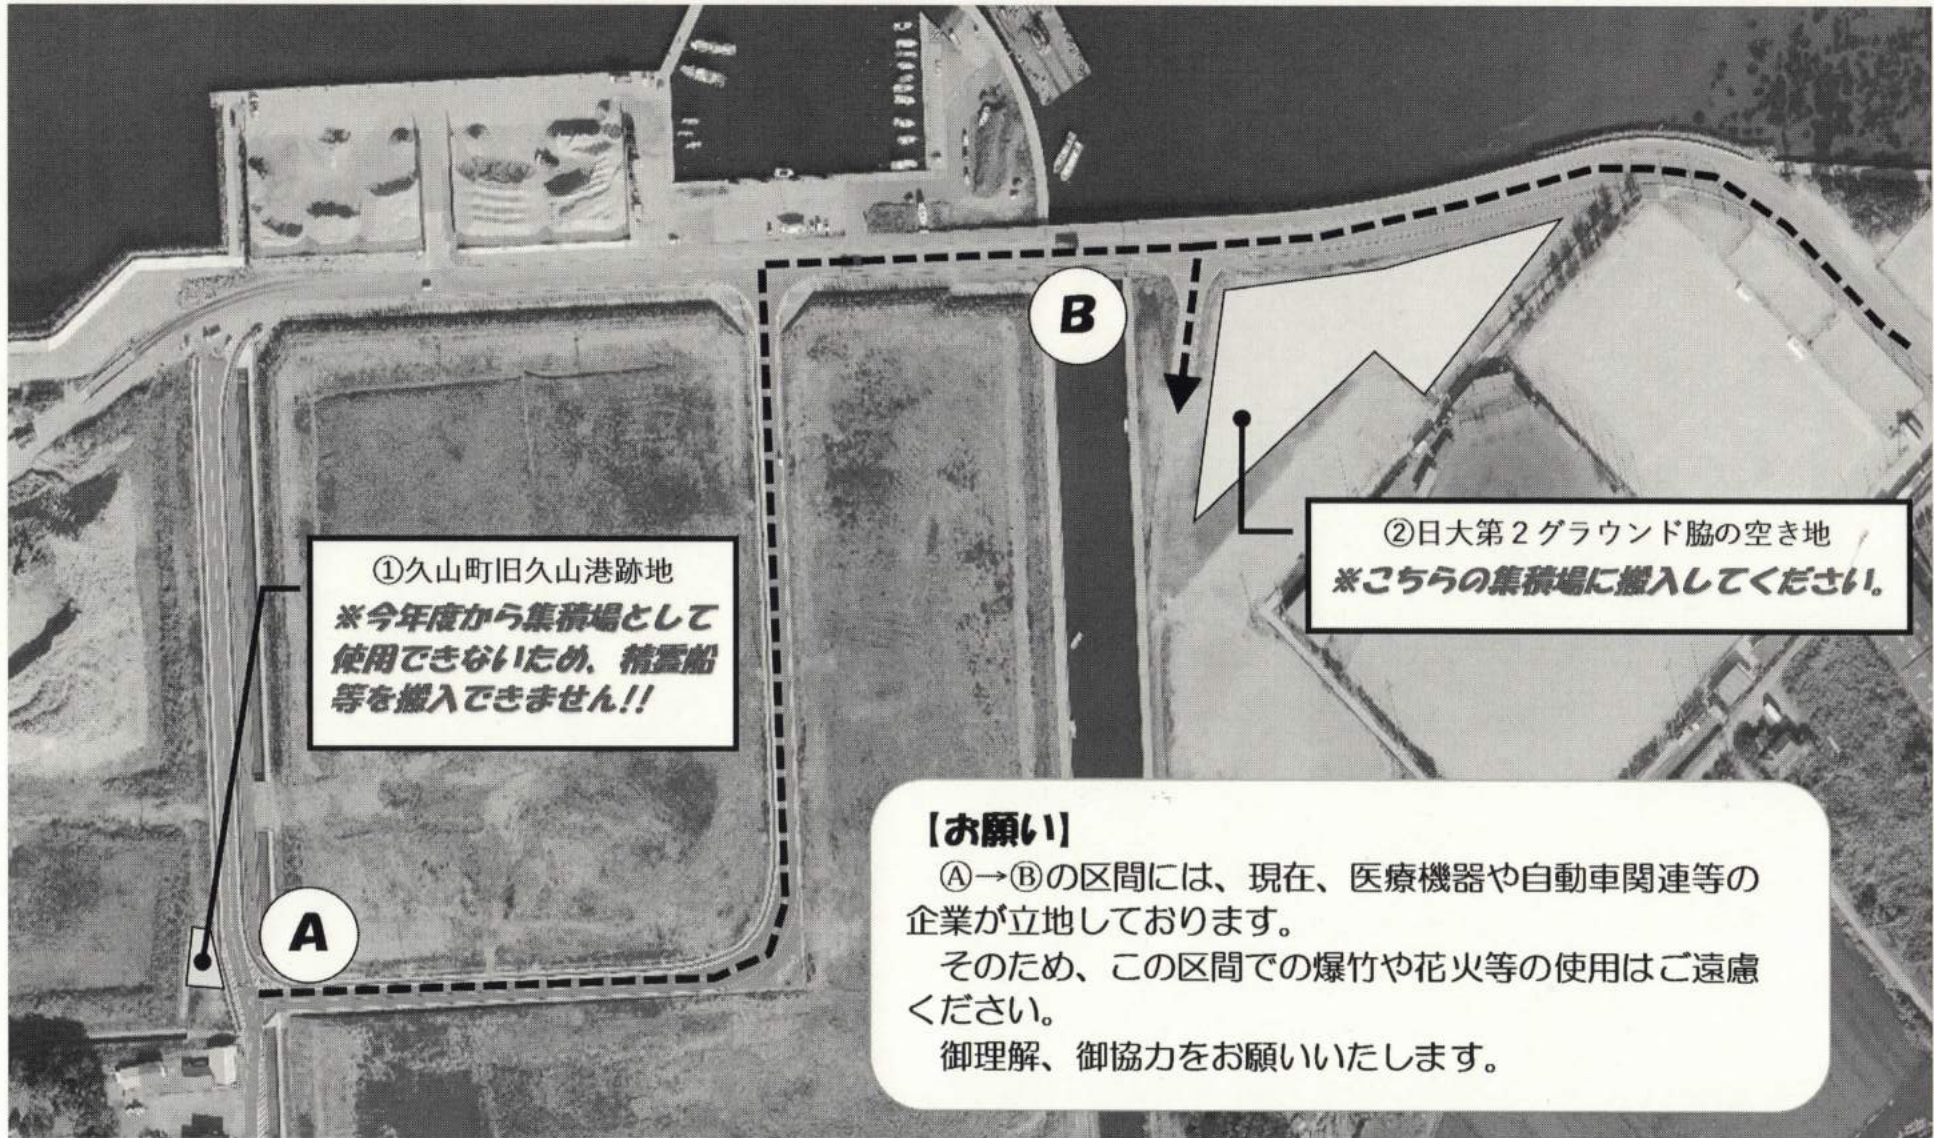 ①久山町旧久山港跡地
※今年度から集積場として
使用できないため、精霊船
等を搬入できません!!
B
②日大第2グラウンド脇の空き地
※こちらの集積場に搬入してください。
A
【お願い】
Ⓐ→Ⓑの区間には、現在、医療機器や自動車関連等の
企業が立地しております。
そのため、この区間での爆竹や花火等の使用はご遠慮
ください。
御理解、御協力をお願いいたします。